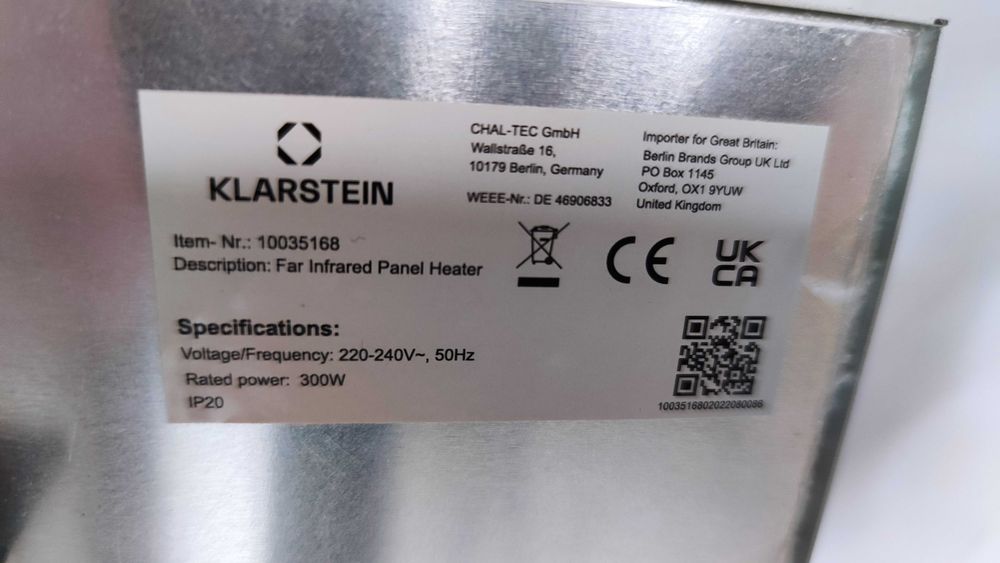 KLARSTEIN
CHAL-TEC GmbH
Wallstraße 16,
10179 Berlin, Germany
WEEE-Nr.: DE 46906833
Importer for Great Britain:
Berlin Brands Group UK Ltd
PO Box 1145
Oxford, OX1 9YUW
United Kingdom
Item- Nr.: 10035168
Description: Far Infrared Panel Heater
CE
UK
CA
Specifications:
Voltage/Frequency: 220-240V~, 50Hz
Rated power: 300W
IP20
1003516802022080086